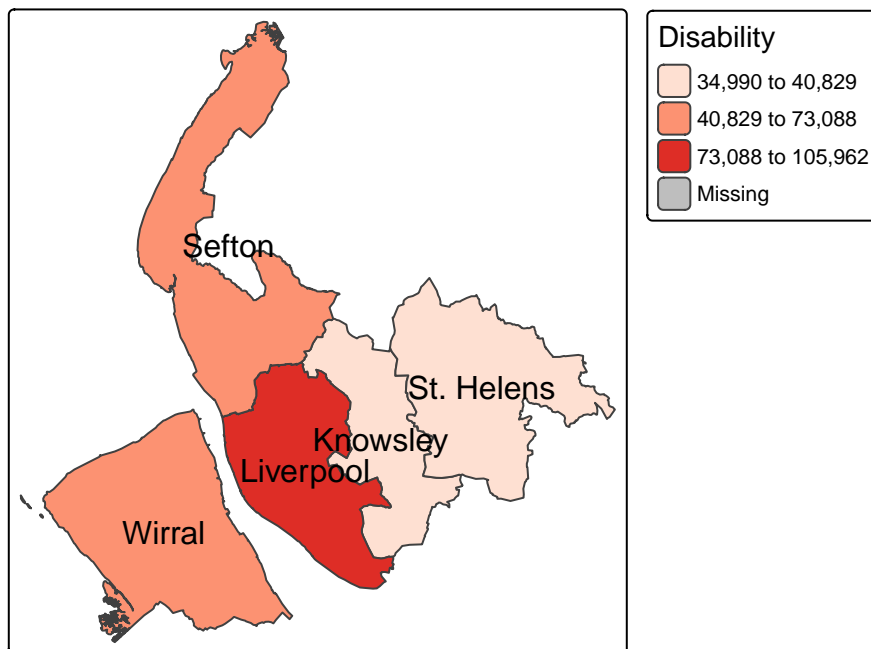 Disability
34,990 to 40,829
40,829 to 73,088
73,088 to 105,962
Missing
Sefton
St. Helens
Knowsley
Liverpool
Wirral